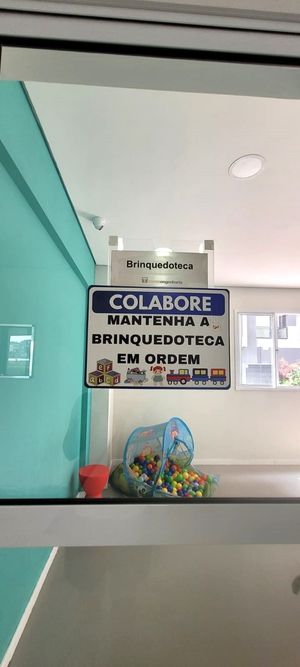 Brinquedoteca
COLABORE
MANTENHA A
BRINQUEDOTECA
EM ORDEM